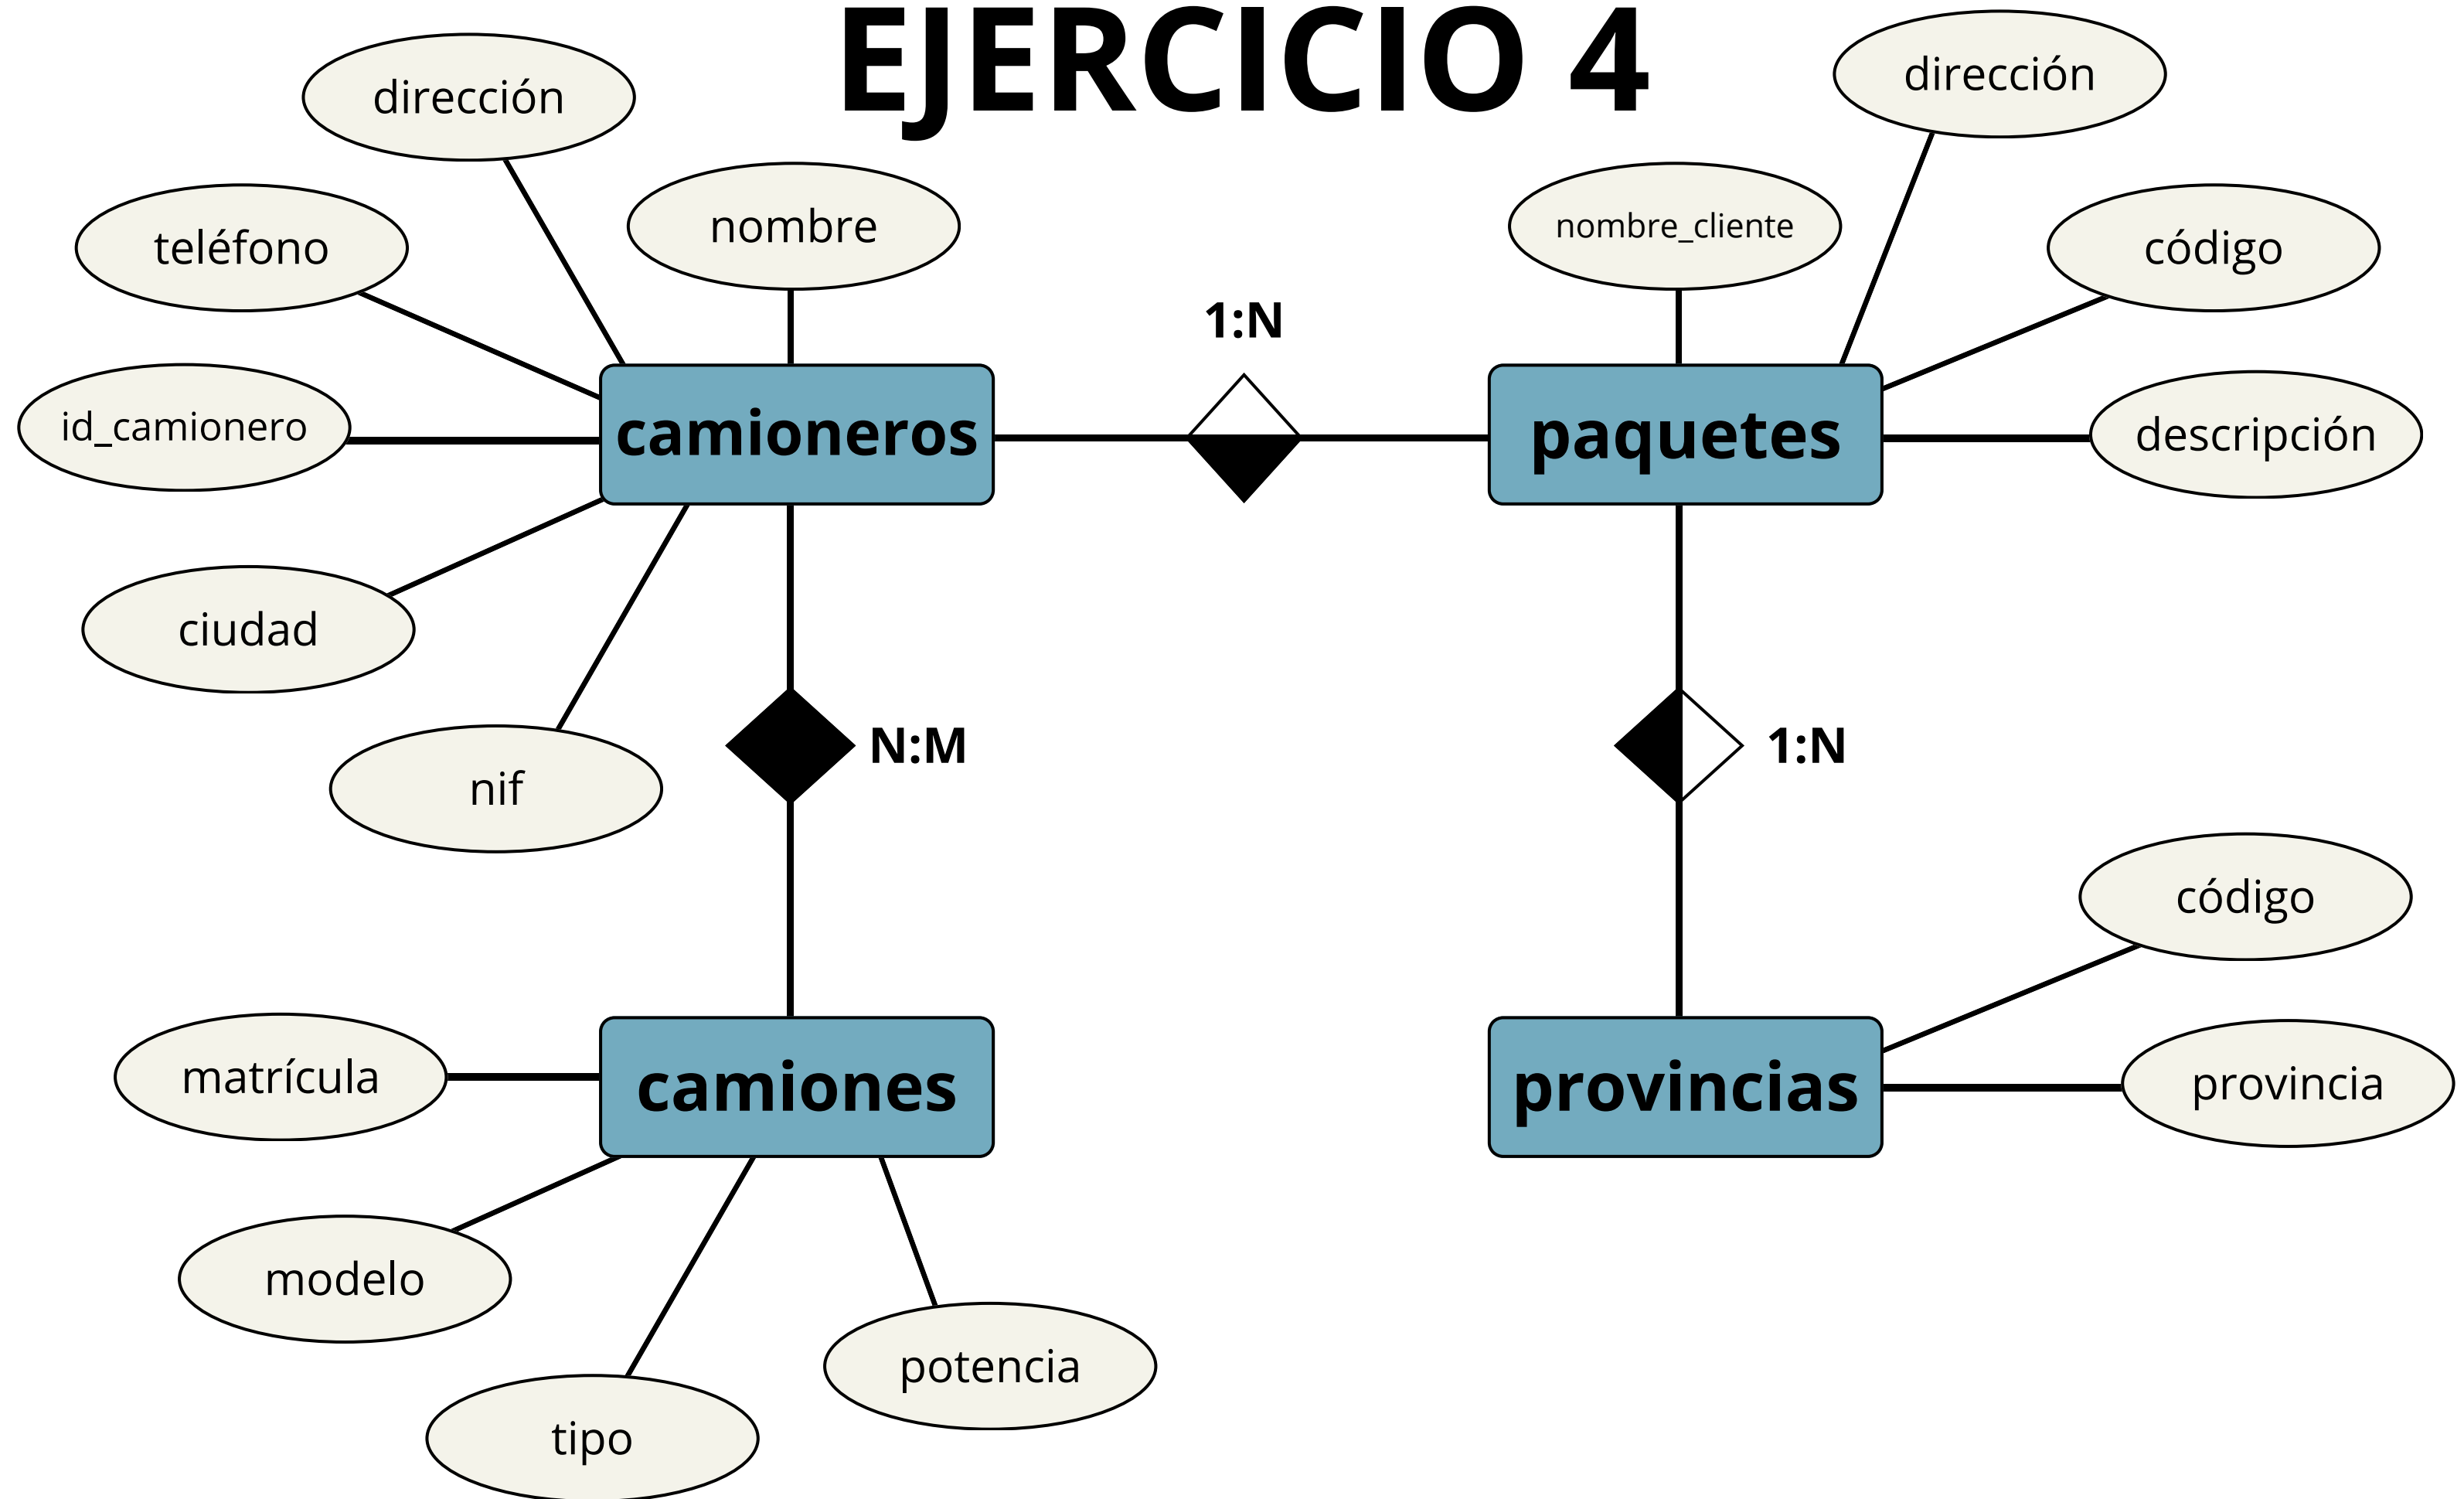 EJERCICIO 4
dirección
dirección
teléfono
nombre
nombre_cliente
código
1:N
id_camionero
camioneros
paquetes
descripción
ciudad
nif
N:M
1:N
código
matrícula
camiones
provincias
provincia
modelo
potencia
tipo